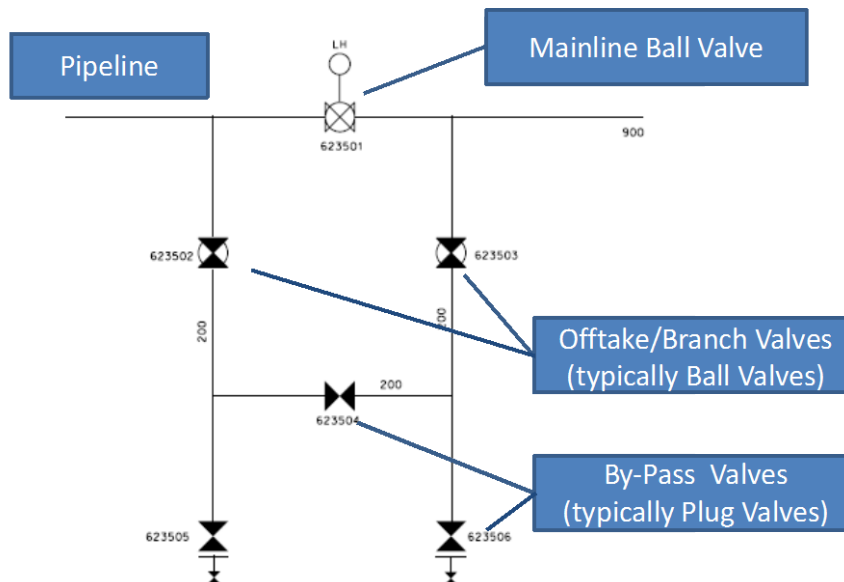 Pipeline
LH
Mainline Ball Valve
623501
900
623502
623503
200
200
Offtake/Branch Valves
(typically Ball Valves)
200
623504
By-Pass Valves
(typically Plug Valves)
623505
623506